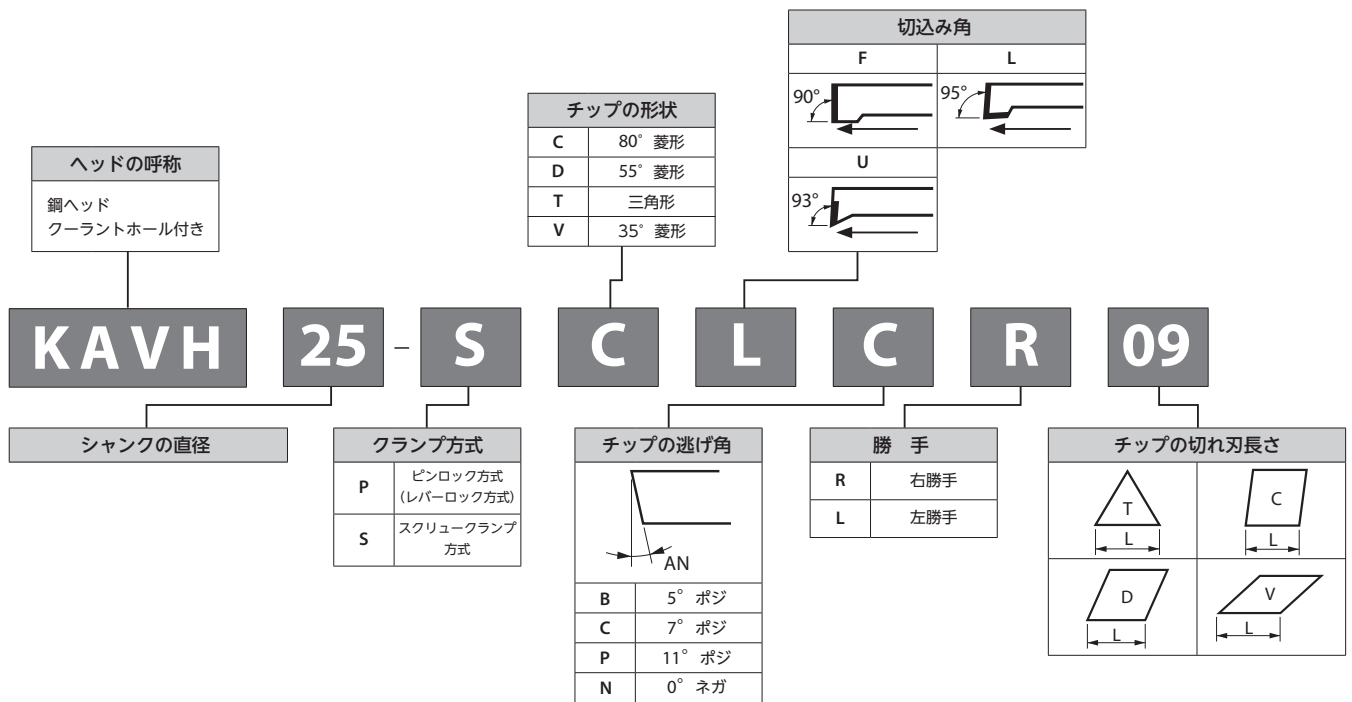 切込み角
F L
90° 95°
U
93°
チップの形状
C 80° 菱形
D 55° 菱形
T 三角形
V 35° 菱形
ヘッドの呼称
鋼ヘッド
クーラントホール付き
KAVH 25 - S C L C R 09
シャンクの直径
クランプ方式
P ピンロック方式
(レバーロック方式)
S スクリュークランプ
方式
チップの逃げ角
AN
B 5° ポジ
C 7° ポジ
P 11° ポジ
N 0° ネガ
勝 手
R 右勝手
L 左勝手
チップの切れ刃長さ
T C
L L
D V
L L